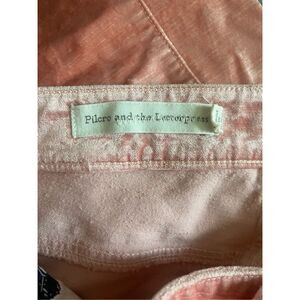 Pilcro and the Letterpress